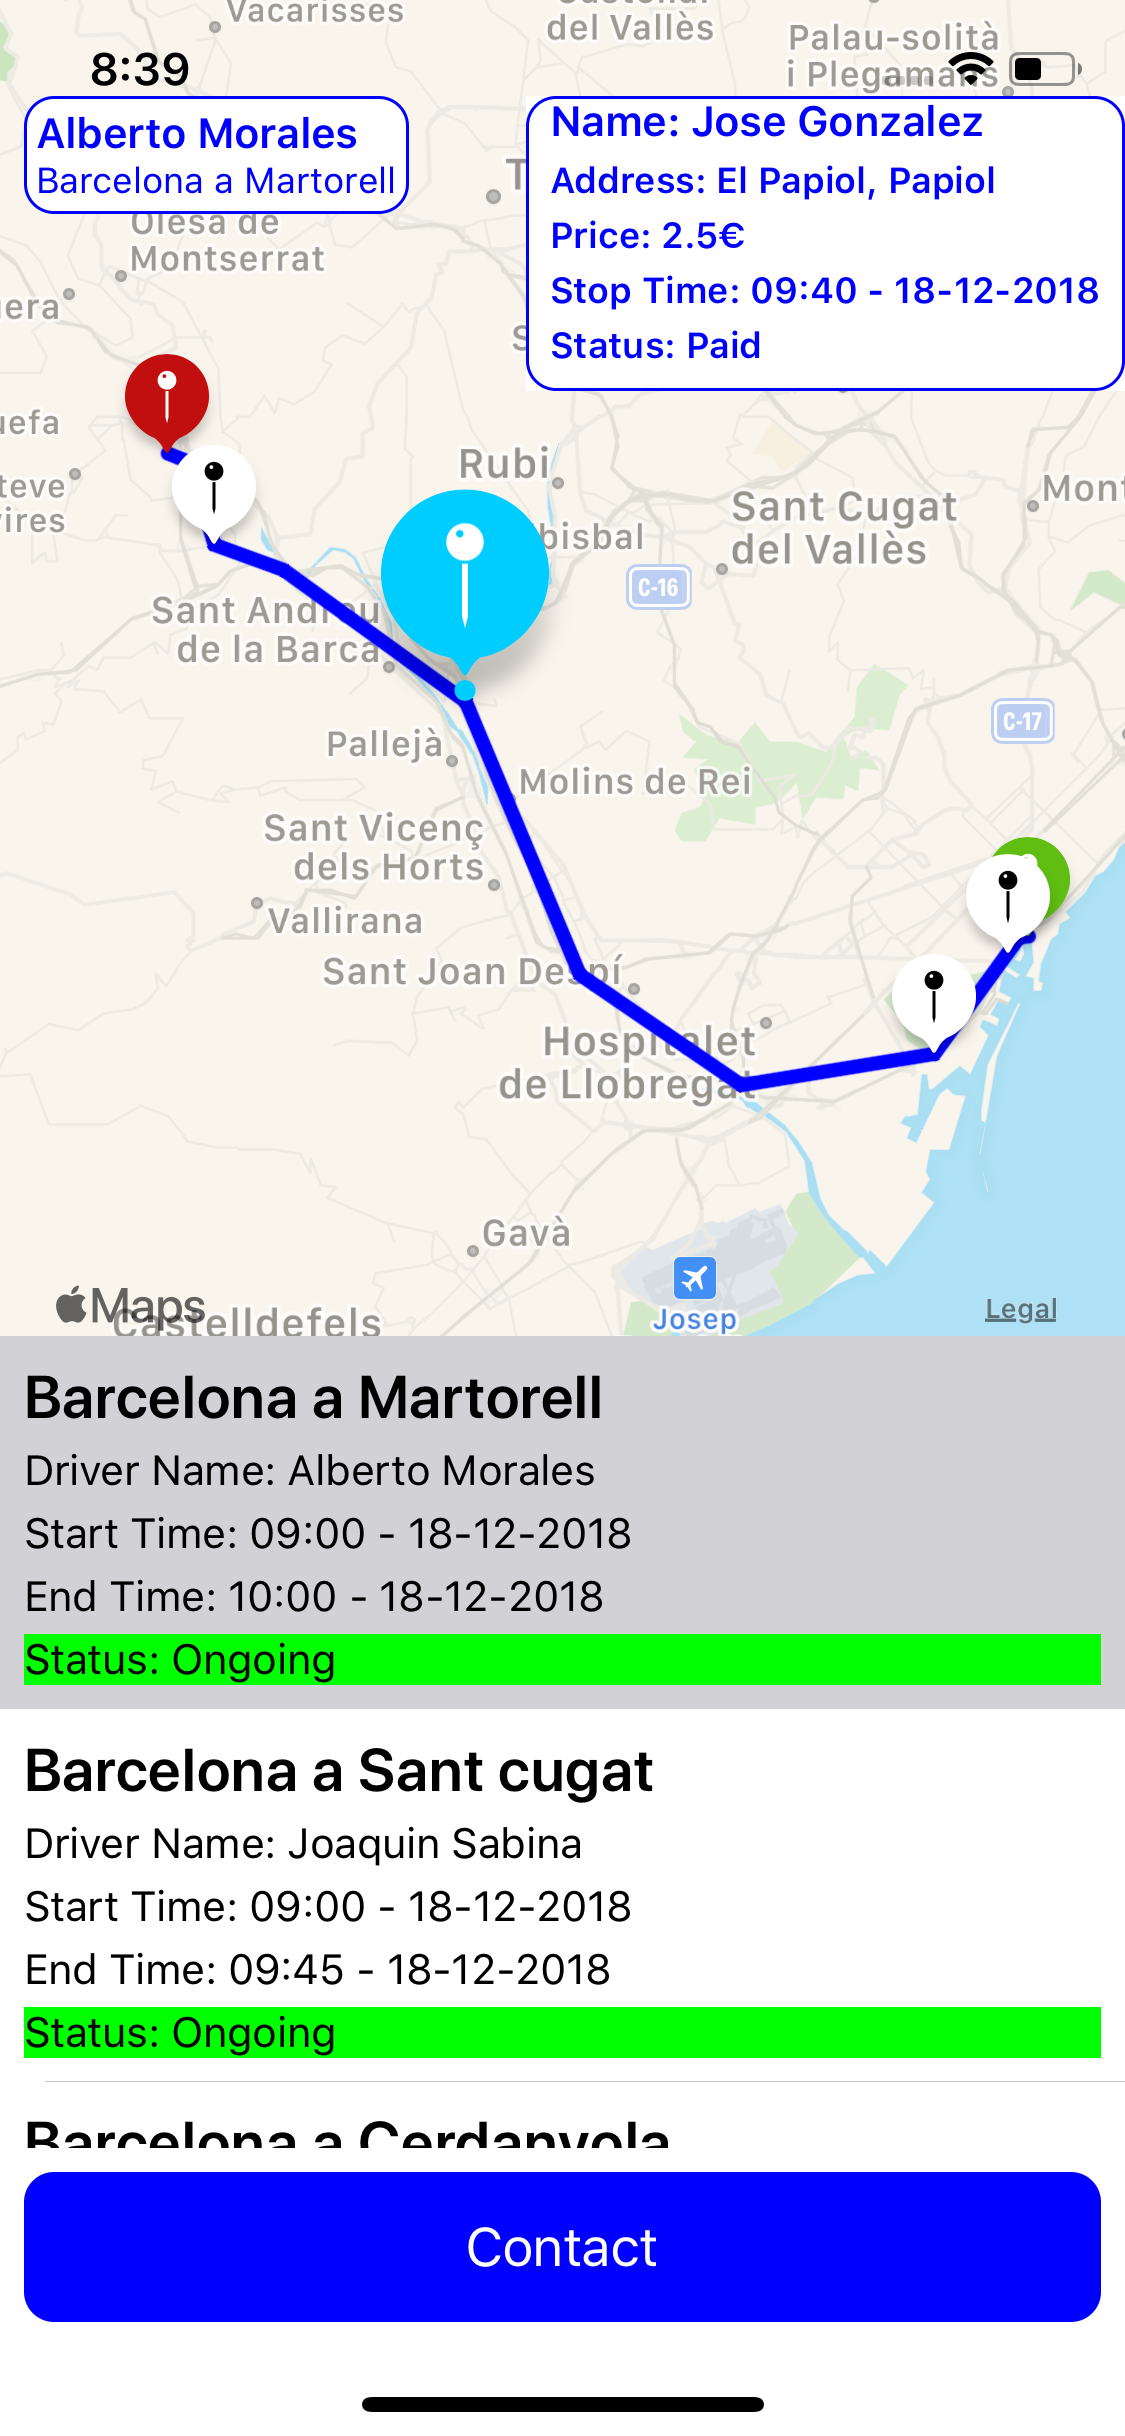 Vacarisses
del Vallès
Palau-solità
i Plegamans
8:39
Alberto Morales
Barcelona a Martorell
Name: Jose Gonzalez
Address: El Papiol, Papiol
Price: 2.5€
Stop Time: 09:40 - 18-12-2018
Status: Paid
Olesa de
Montserrat
Rubí
Sant Cugat
del Vallès
C-16
Sant Andreu
de la Barca
C-17
Pallejà
Molins de Rei
Sant Vicenç
dels Horts
Vallirana
Sant Joan Despí
Hospitalet
de Llobregat
Gavà
Maps
Castelldefels
Josep
Legal
Barcelona a Martorell
Driver Name: Alberto Morales
Start Time: 09:00 - 18-12-2018
End Time: 10:00 - 18-12-2018
Status: Ongoing
Barcelona a Sant cugat
Driver Name: Joaquin Sabina
Start Time: 09:00 - 18-12-2018
End Time: 09:45 - 18-12-2018
Status: Ongoing
Barcelona a Cerdanyola
Contact